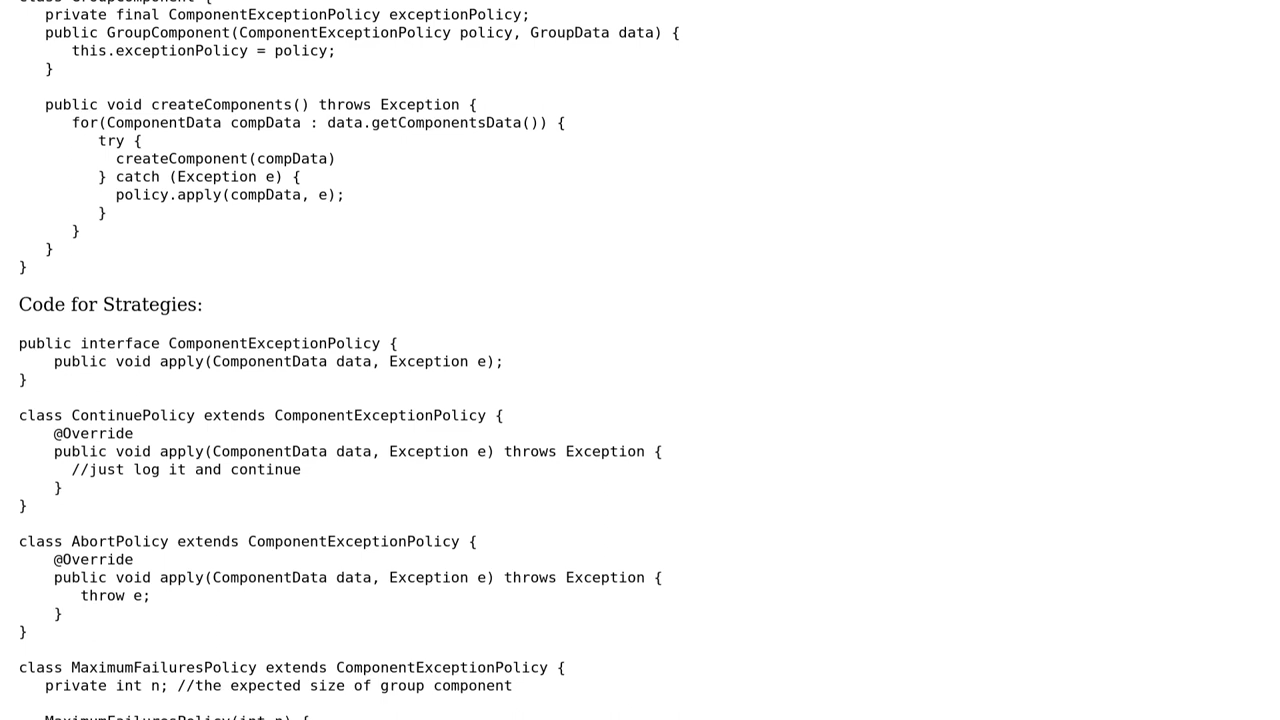 class GroupComponent {
   private final ComponentExceptionPolicy exceptionPolicy;
   public GroupComponent(ComponentExceptionPolicy policy, GroupData data) {
      this.exceptionPolicy = policy;
   }

   public void createComponents() throws Exception {
      for(ComponentData compData : data.getComponentsData()) {
         try {
           createComponent(compData)
         } catch (Exception e) {
           policy.apply(compData, e);
         }
      }
   }
}
Code for Strategies:
public interface ComponentExceptionPolicy {
    public void apply(ComponentData data, Exception e);
}

class ContinuePolicy extends ComponentExceptionPolicy {
    @Override
    public void apply(ComponentData data, Exception e) throws Exception {
      //just log it and continue
    }
}

class AbortPolicy extends ComponentExceptionPolicy {
    @Override
    public void apply(ComponentData data, Exception e) throws Exception {
       throw e;
    }
}

class MaximumFailuresPolicy extends ComponentExceptionPolicy {
   private int n; //the expected size of group component

   MaximumFailuresPolicy(int n) {